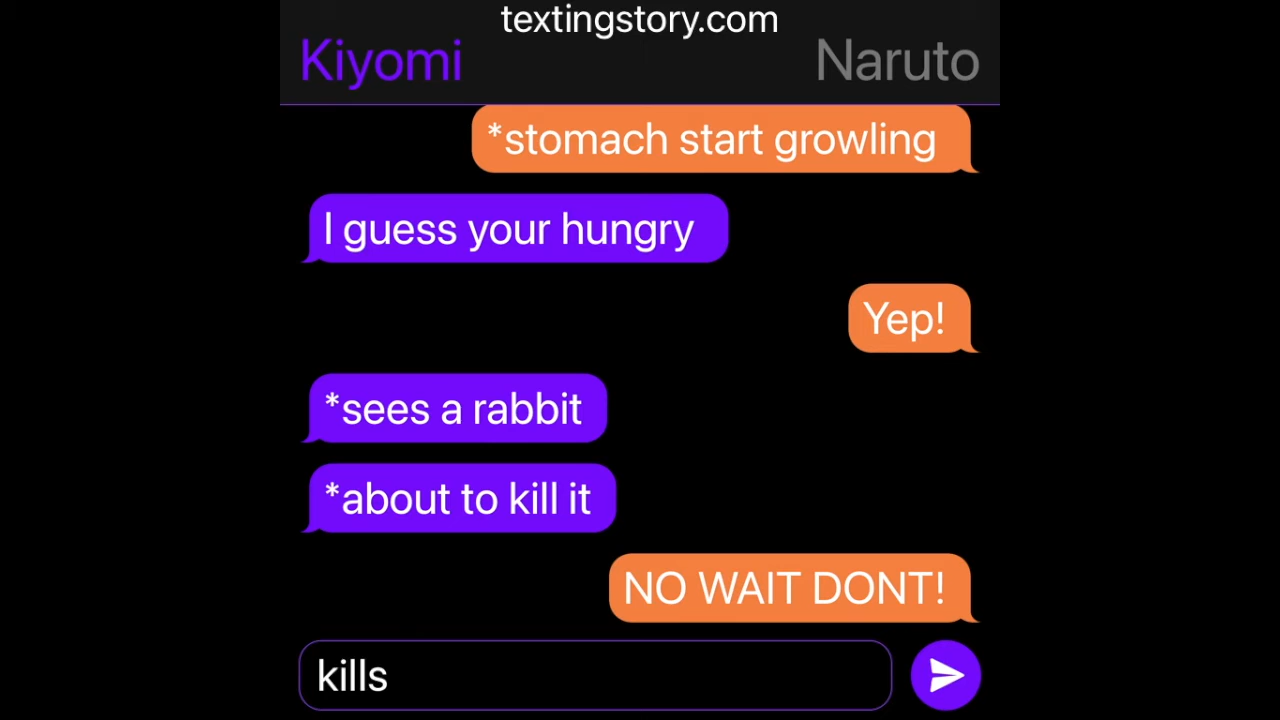 textingstory.com
Kiyomi
Naruto
*stomach start growling
I guess your hungry
Yep!
*sees a rabbit
*about to kill it
NO WAIT DONT!
kills